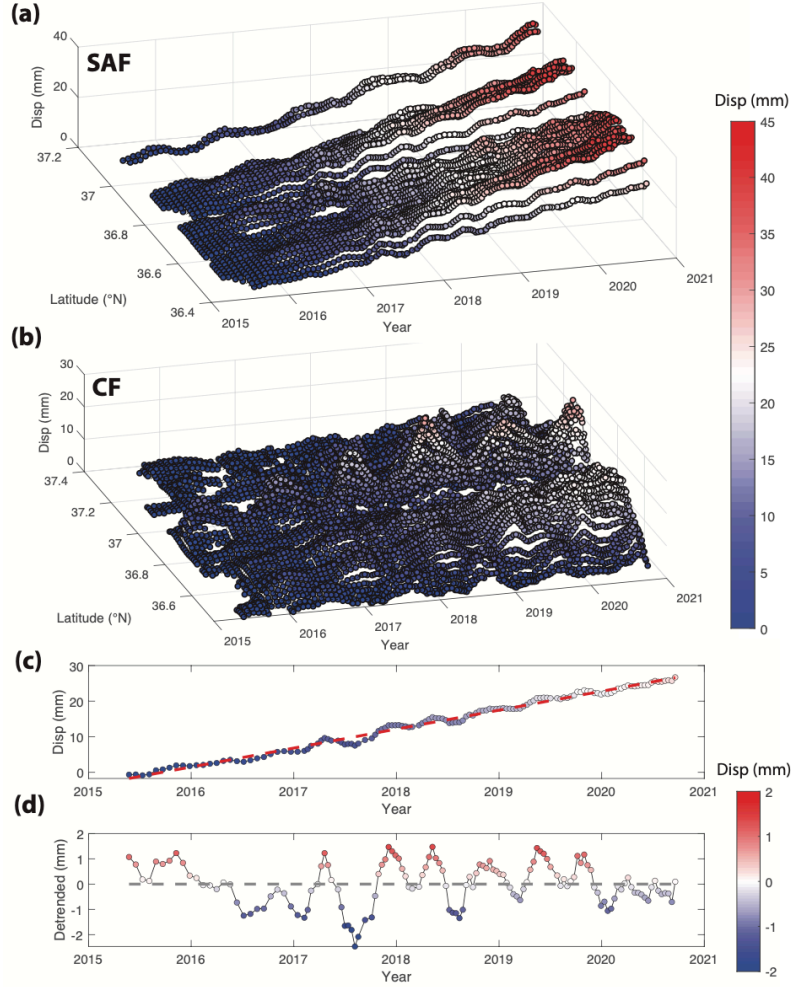 (a)
SAF
Disp (mm)
40
20
0
37.2
37
36.8
36.6
36.4
Latitude (°N)
2015
2016
2017
2018
2019
2020
2021
Year
Disp (mm)
45
40
35
30
25
20
15
10
5
0
(b)
CF
Disp (mm)
30
20
10
0
37.4
37.2
37
36.8
36.6
Latitude (°N)
2015
2016
2017
2018
2019
2020
2021
Year
(c)
Disp (mm)
30
20
10
0
2015 2016 2017 2018 2019 2020 2021
Year
(d)
Detrended (mm)
2
1
0
-1
-2
2015 2016 2017 2018 2019 2020 2021
Year
Disp (mm)
2
1
0
-1
-2